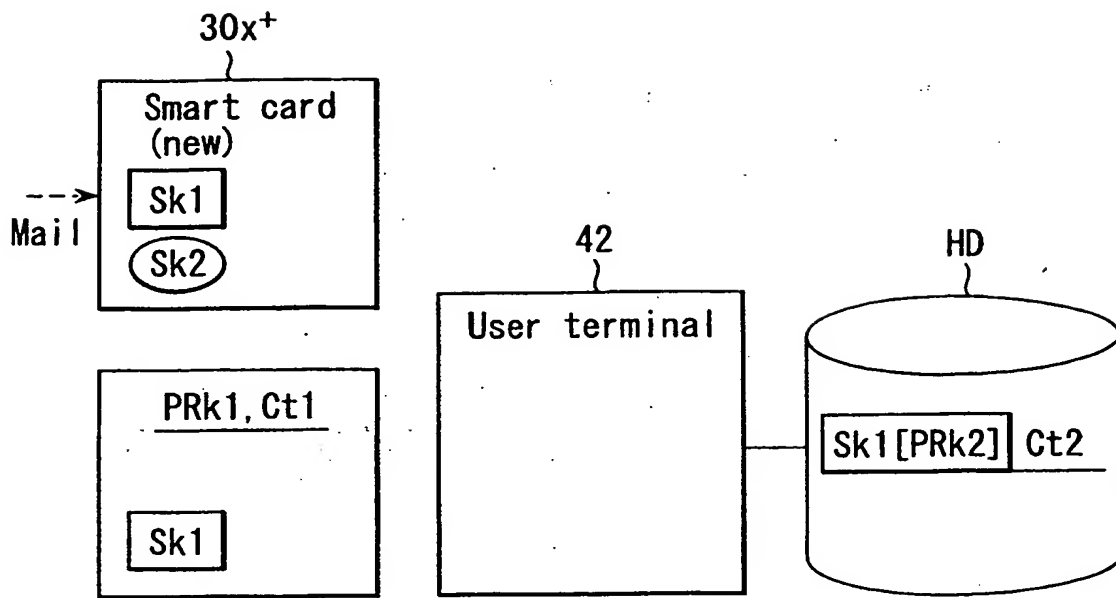 30x+
Smart card
(new)
Sk1
Mail
Sk2
42
HD
User terminal
PRk1, Ct1
Sk1[PRk2] Ct2
Sk1